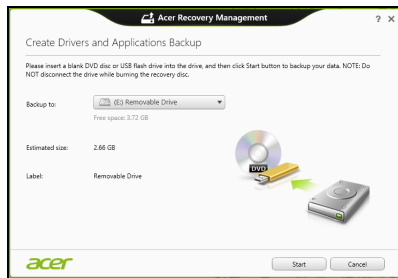 Acer Recovery Management
? X
Create Drivers and Applications Backup
Please insert a blank DVD disc or USB flash drive into the drive, and then click Start button to backup your data. NOTE: Do
NOT disconnect the drive while burning the recovery disc.
Backup to: (E:) Removable Drive
Free space: 3.72 GB
Estimated size: 2.66 GB
DVD
Label: Removable Drive
acer
Start Cancel